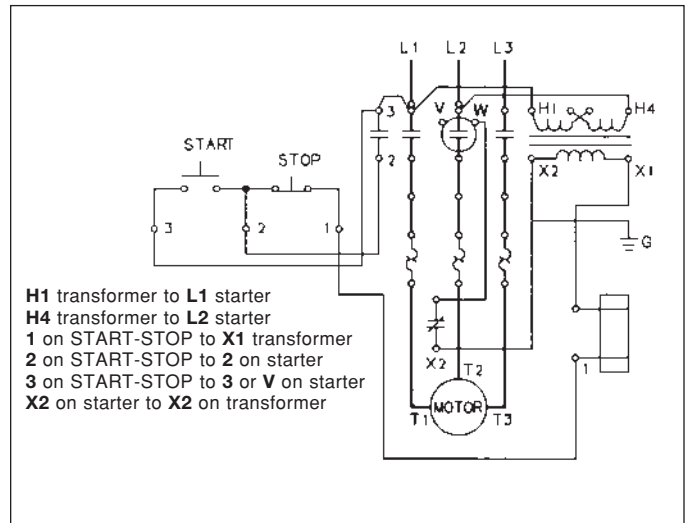 L1 L2 L3
3 V W H1 H4
START STOP
2 X2 X1
3 2 1 G
H1 transformer to L1 starter
H4 transformer to L2 starter
1 on START-STOP to X1 transformer
2 on START-STOP to 2 on starter
3 on START-STOP to 3 or V on starter
X2 on starter to X2 on transformer
X2 T2 1
T1 MOTOR T3